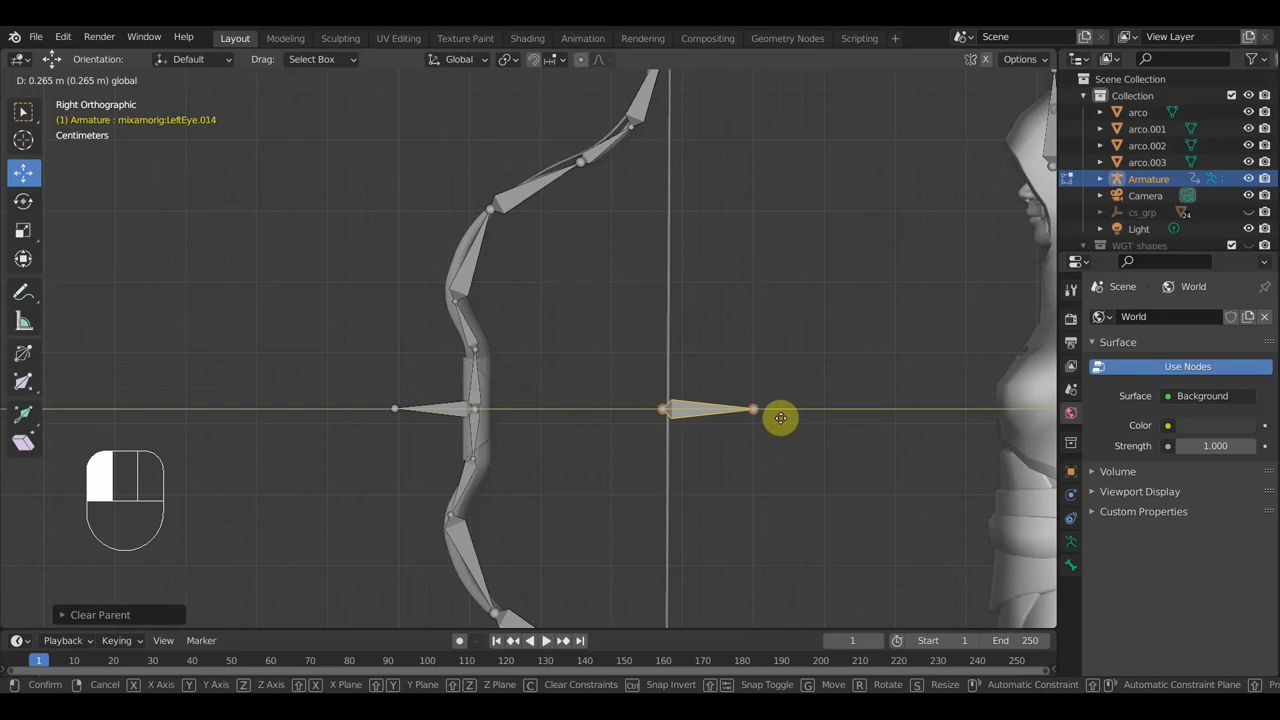 File Edit Render Window Help Layout Modeling Sculpting UV Editing Texture Paint Shading Animation Rendering Compositing Geometry Nodes Scripting + Scene View Layer
Orientation: Default Drag: Select Box Global X Options
D: 0.265 m (0.265 m) global
Right Orthographic
(1) Armature : mixamorig:LeftEye.014
Centimeters
Scene Collection
Collection
arco
arco.001
arco.002
arco.003
Armature
Camera
cs_grp 24
Light
WGT_shapes
Scene World
World
Surface
Use Nodes
Surface Background
Color
Strength 1.000
Volume
Viewport Display
Custom Properties
Clear Parent
Playback Keying View Marker 1 Start 1 End 250
1 10 20 30 40 50 60 70 80 90 100 110 120 130 140 150 160 170 180 190 200 210 220 230 240 250
Confirm Cancel X X Axis Y Y Axis Z Z Axis X X Plane Y Y Plane Z Z Plane C Clear Constraints Ctrl Snap Invert Snap Toggle G Move R Rotate S Resize Automatic Constraint Automatic Constraint Plane